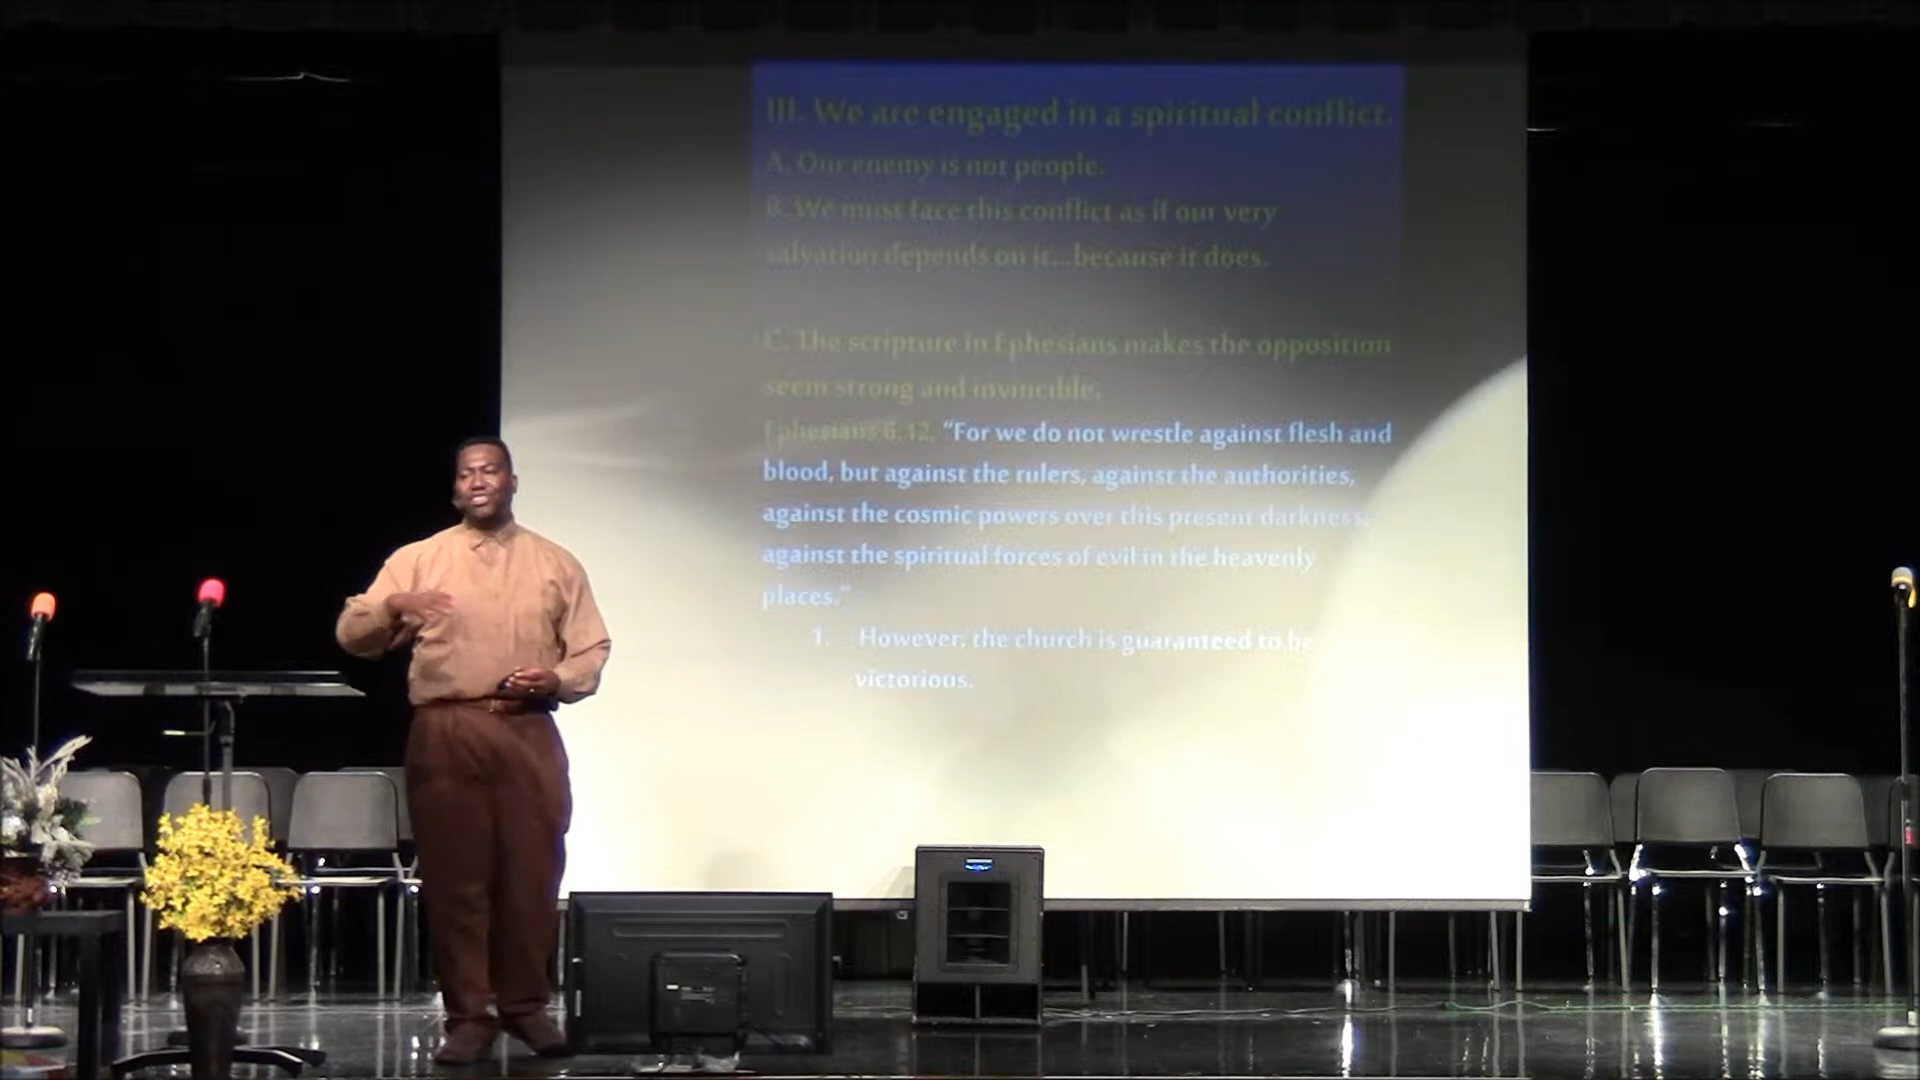 III. We are engaged in a spiritual conflict.
A. Our enemy is not people.
B. We must face this conflict as if our very
salvation depends on it...because it does.
C. The scripture in Ephesians makes the opposition
seem strong and invincible.
Ephesians 6:12, “For we do not wrestle against flesh and
blood, but against the rulers, against the authorities,
against the cosmic powers over this present darkness,
against the spiritual forces of evil in the heavenly
places.”
1. However, the church is guaranteed to be
victorious.